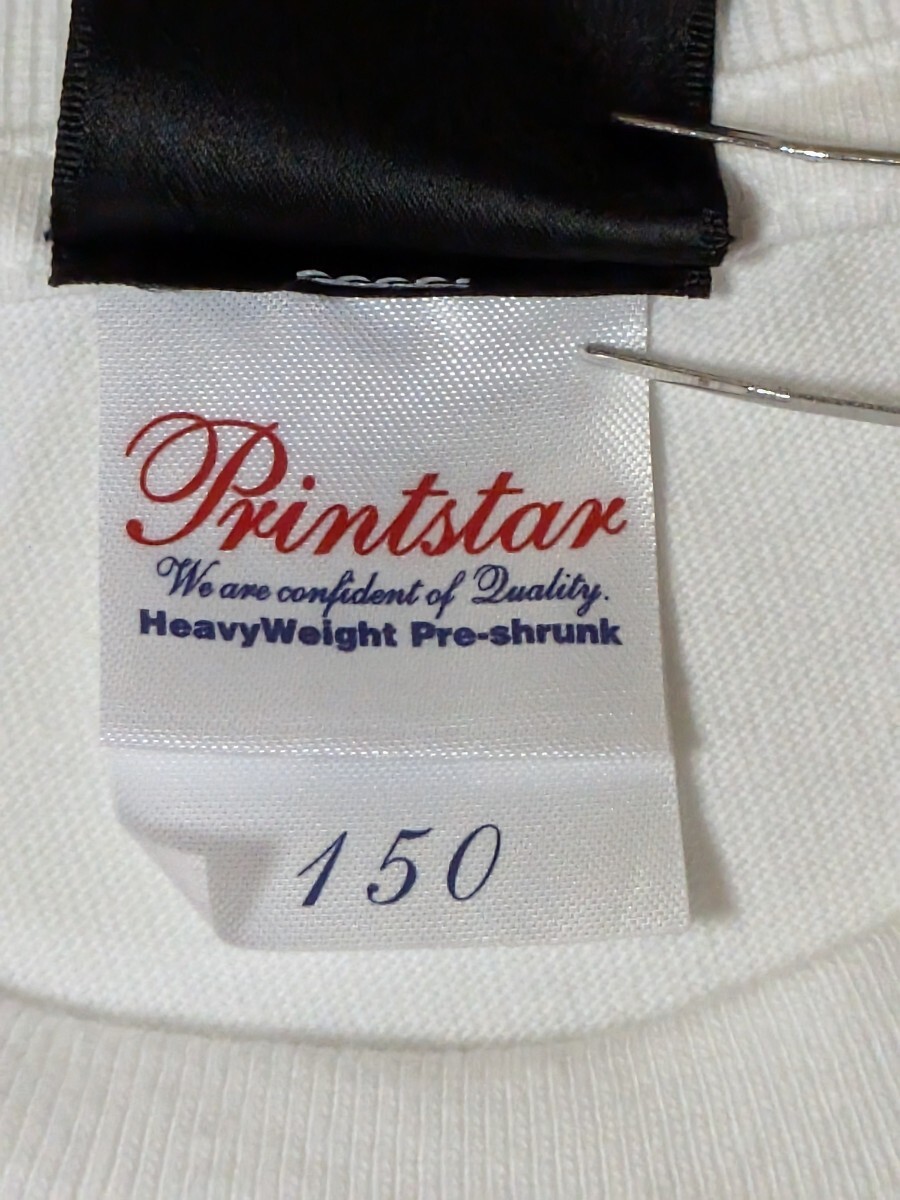 Printstar
We are confident of Quality.
HeavyWeight Pre-shrunk
150